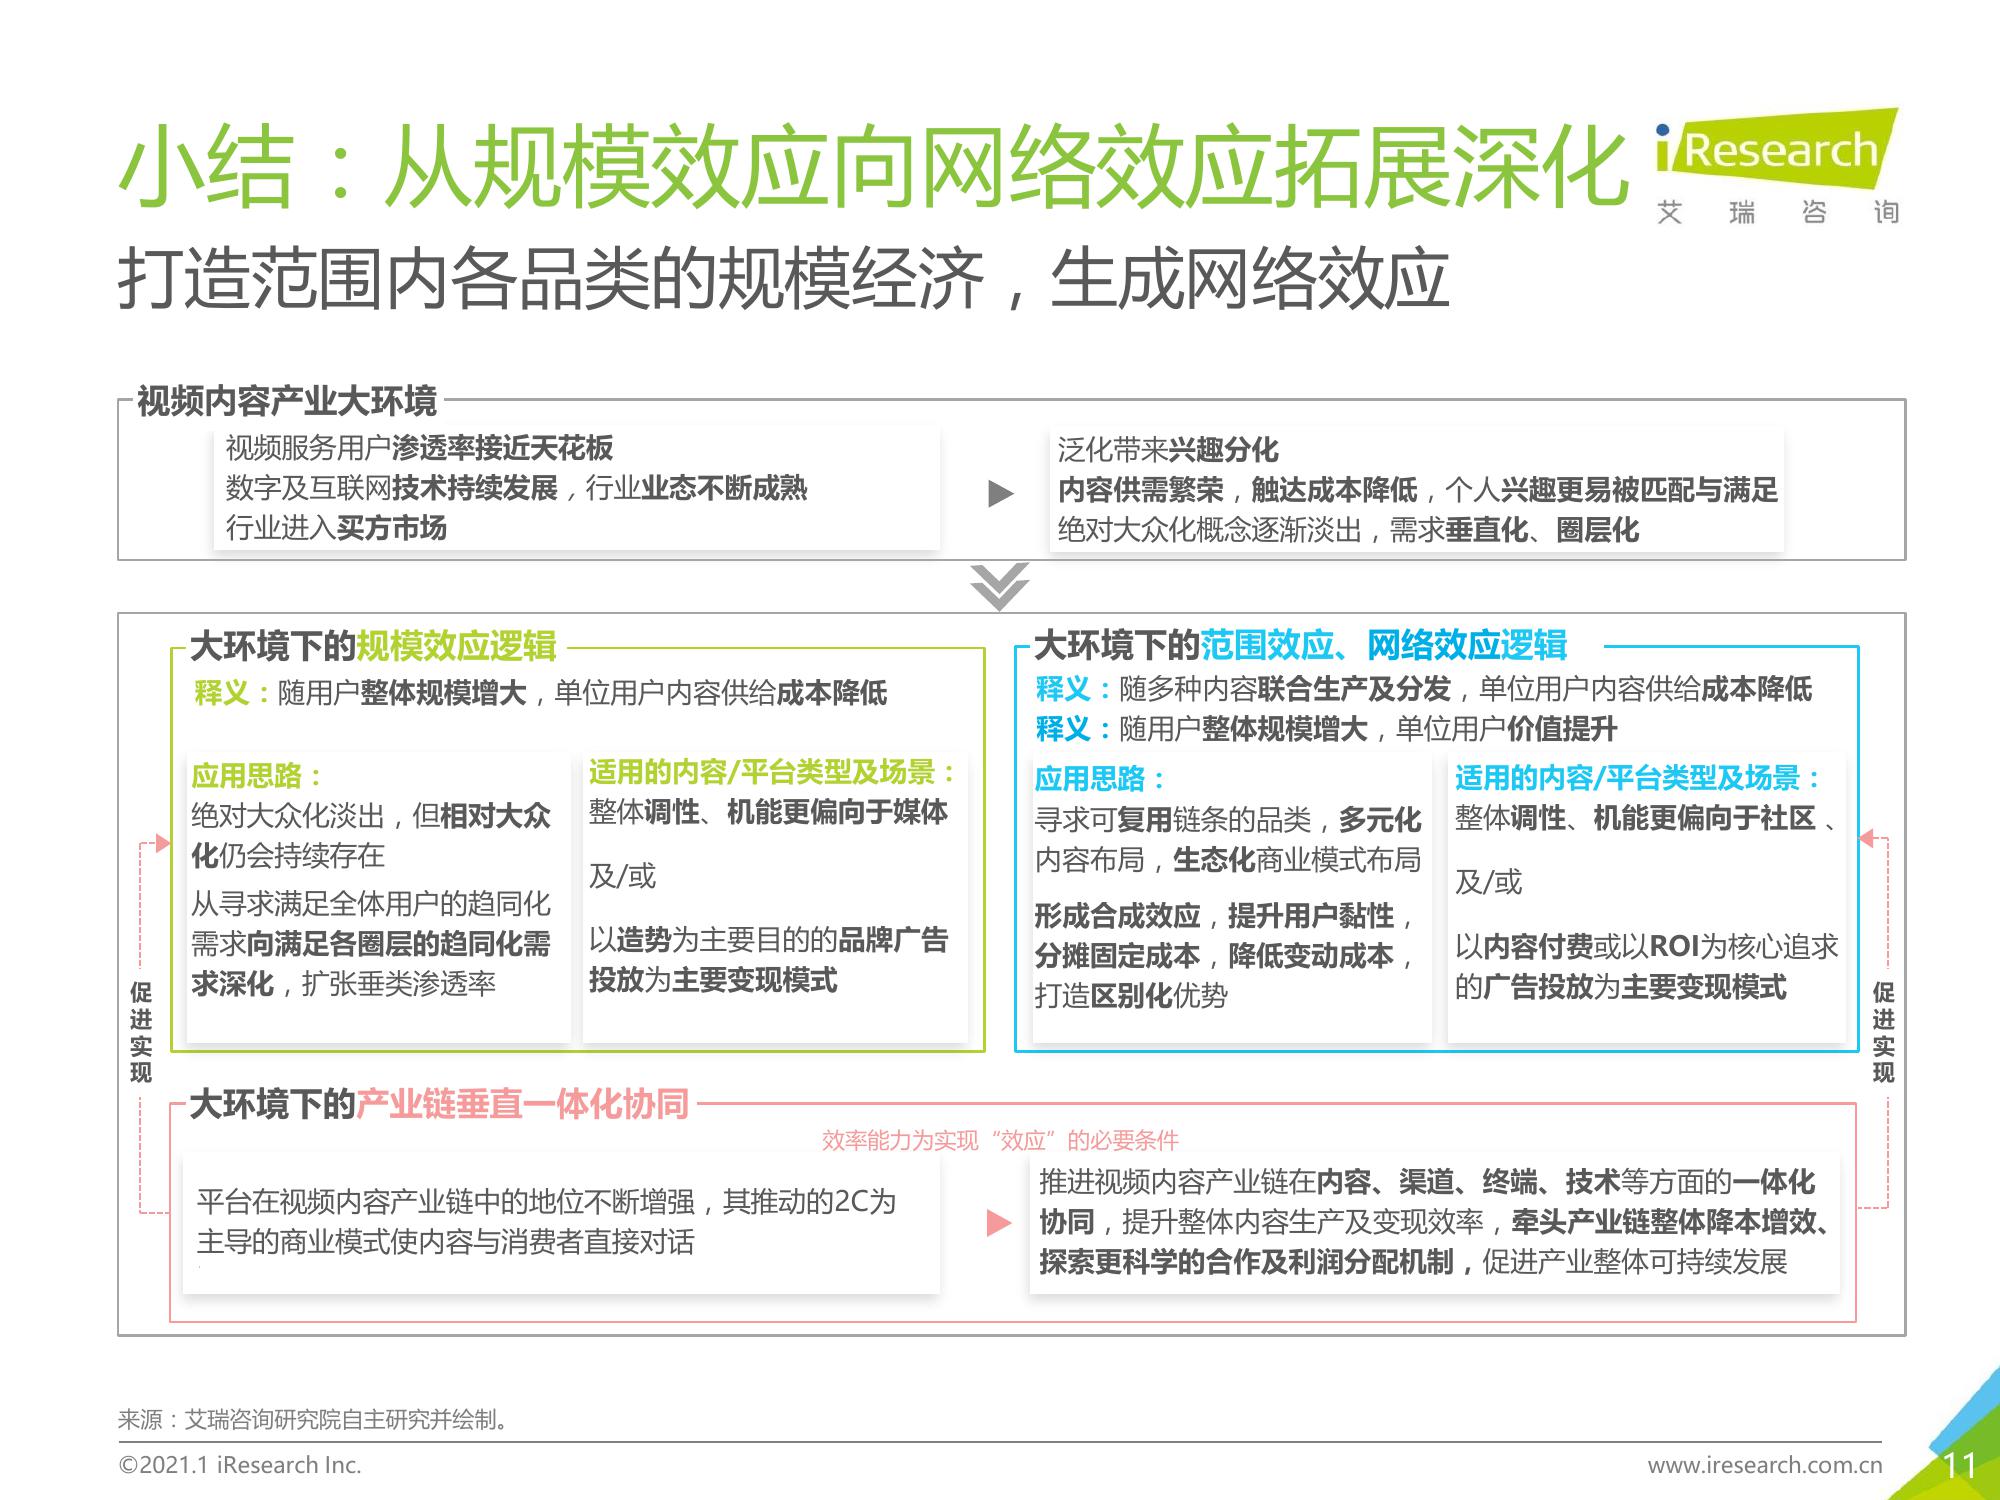 小结：从规模效应向网络效应拓展深化
iResearch
艾瑞咨询
打造范围内各品类的规模经济，生成网络效应
视频内容产业大环境
视频服务用户渗透率接近天花板
数字及互联网技术持续发展，行业业态不断成熟
行业进入买方市场
泛化带来兴趣分化
内容供需繁荣，触达成本降低，个人兴趣更易被匹配与满足
绝对大众化概念逐渐淡出，需求垂直化、圈层化
大环境下的规模效应逻辑
释义：随用户整体规模增大，单位用户内容供给成本降低
应用思路：
绝对大众化淡出，但相对大众
化仍会持续存在
从寻求满足全体用户的趋同化
需求向满足各圈层的趋同化需
求深化，扩张垂类渗透率
适用的内容/平台类型及场景：
整体调性、机能更偏向于媒体
及/或
以造势为主要目的的品牌广告
投放为主要变现模式
大环境下的范围效应、网络效应逻辑
释义：随多种内容联合生产及分发，单位用户内容供给成本降低
释义：随用户整体规模增大，单位用户价值提升
应用思路：
寻求可复用链条的品类，多元化
内容布局，生态化商业模式布局
形成合成效应，提升用户黏性，
分摊固定成本，降低变动成本，
打造区别化优势
适用的内容/平台类型及场景：
整体调性、机能更偏向于社区、
及/或
以内容付费或以ROI为核心追求
的广告投放为主要变现模式
促进实现
促进实现
大环境下的产业链垂直一体化协同
效率能力为实现“效应”的必要条件
平台在视频内容产业链中的地位不断增强，其推动的2C为
主导的商业模式使内容与消费者直接对话
推进视频内容产业链在内容、渠道、终端、技术等方面的一体化
协同，提升整体内容生产及变现效率，牵头产业链整体降本增效、
探索更科学的合作及利润分配机制，促进产业整体可持续发展
来源：艾瑞咨询研究院自主研究并绘制。
©2021.1 iResearch Inc.
www.iresearch.com.cn
11